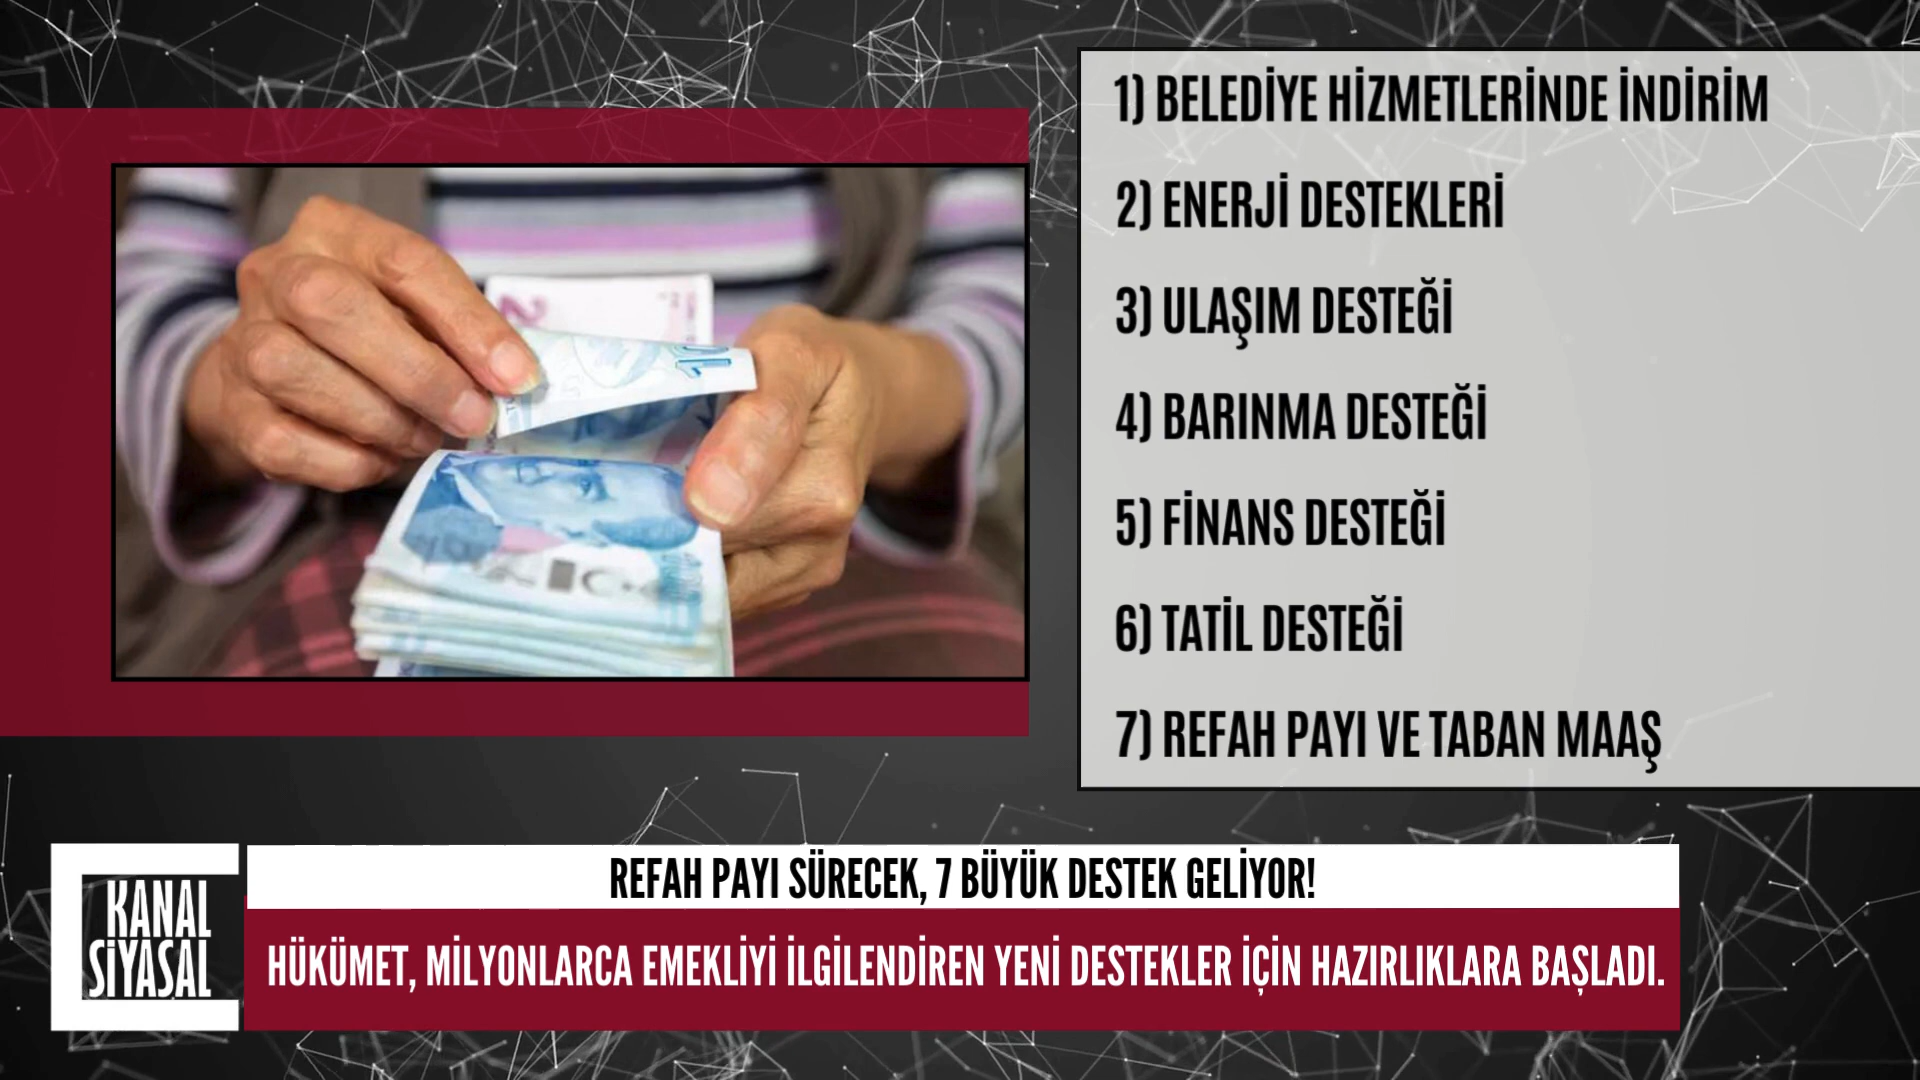 1) BELEDİYE HİZMETLERİNDE İNDİRİM
2) ENERJİ DESTEKLERİ
3) ULAŞIM DESTEĞİ
4) BARINMA DESTEĞİ
5) FİNANS DESTEĞİ
6) TATİL DESTEĞİ
7) REFAH PAYI VE TABAN MAAŞ
KANAL
SİYASAL
REFAH PAYI SÜRECEK, 7 BÜYÜK DESTEK GELİYOR!
HÜKÜMET, MİLYONLARCA EMEKLİYİ İLGİLENDİREN YENİ DESTEKLER İÇİN HAZIRLIKLARA BAŞLADI.